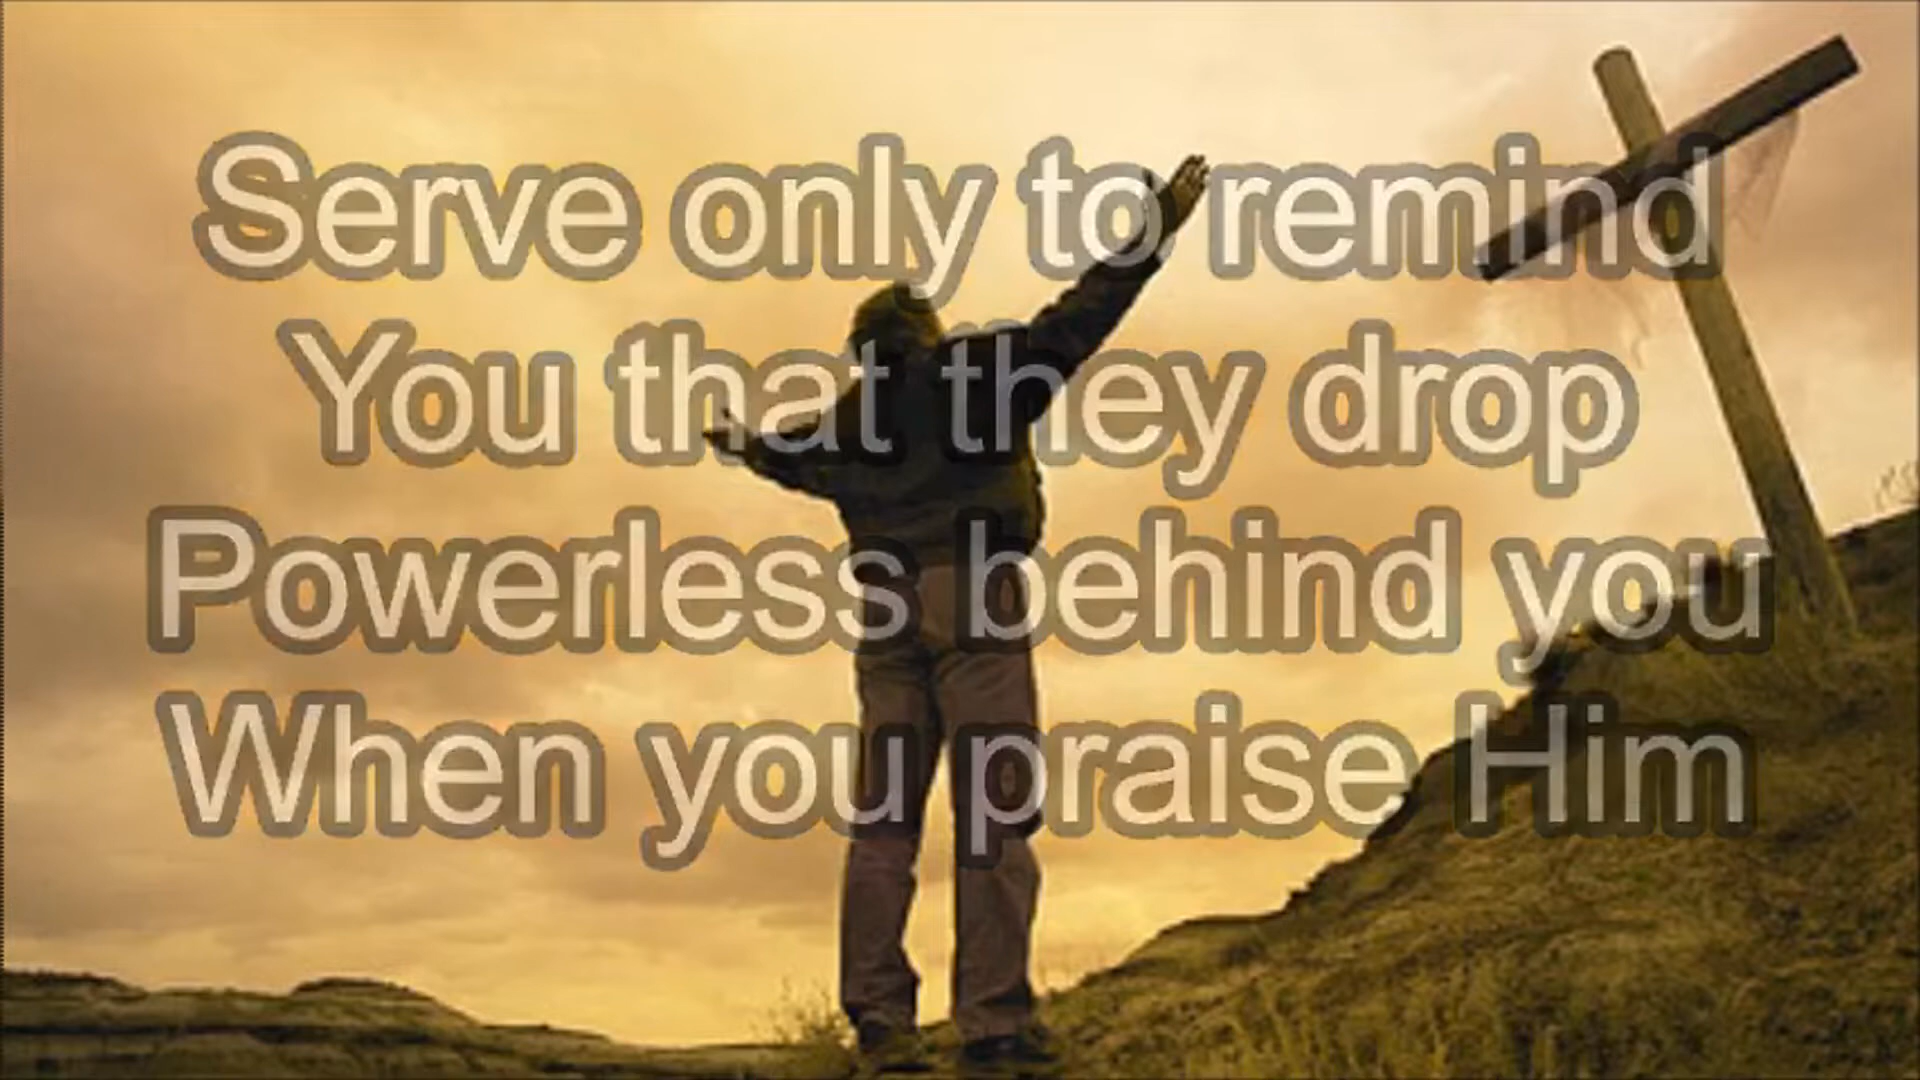 Serve only to remind
You that they drop
Powerless behind you
When you praise Him